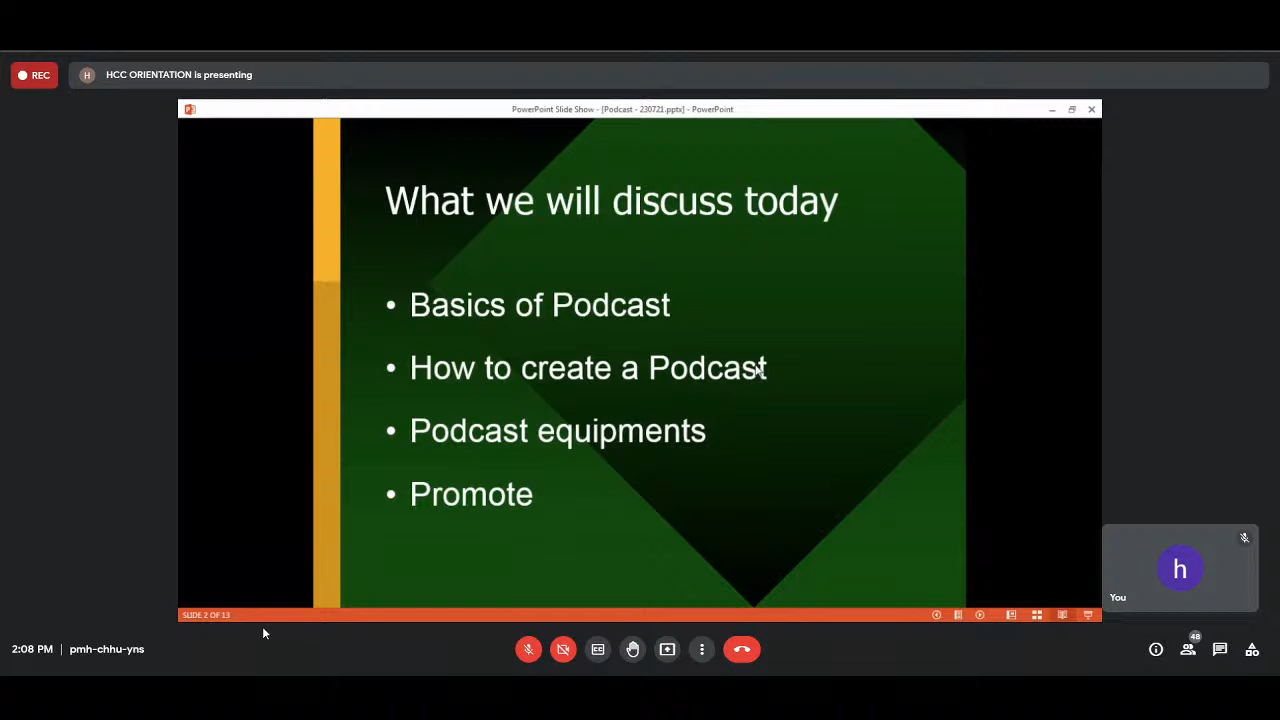 REC
H
HCC ORIENTATION is presenting
PowerPoint Slide Show - [Podcast - 230721.pptx] - PowerPoint
What we will discuss today
• Basics of Podcast
• How to create a Podcast
• Podcast equipments
• Promote
h
You
SLIDE 2 OF 13
2:08 PM | pmh-chhu-yns
CC
48